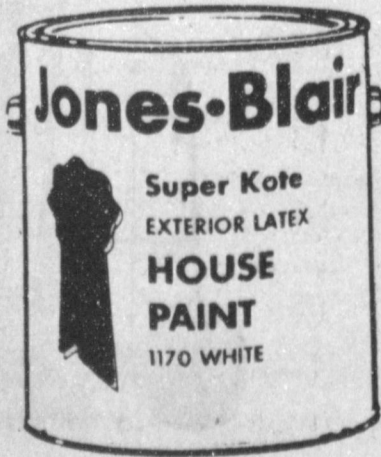 Jones•Blair
Super Kote
EXTERIOR LATEX
HOUSE
PAINT
1170 WHITE